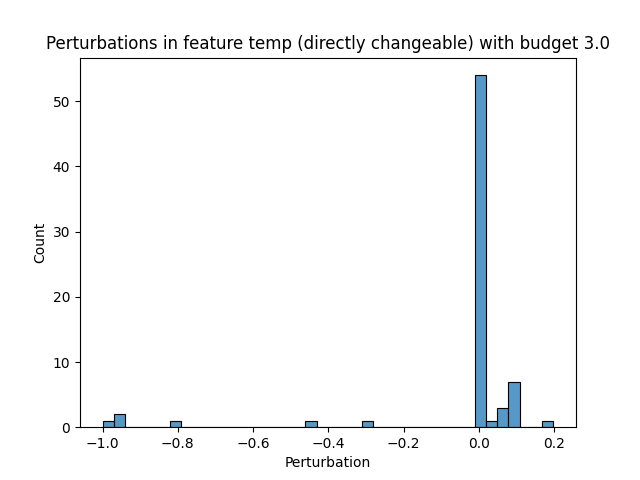 Perturbations in feature temp (directly changeable) with budget 3.0
50
40
30
20
10
0
Count
−1.0 −0.8 −0.6 −0.4 −0.2 0.0 0.2
Perturbation